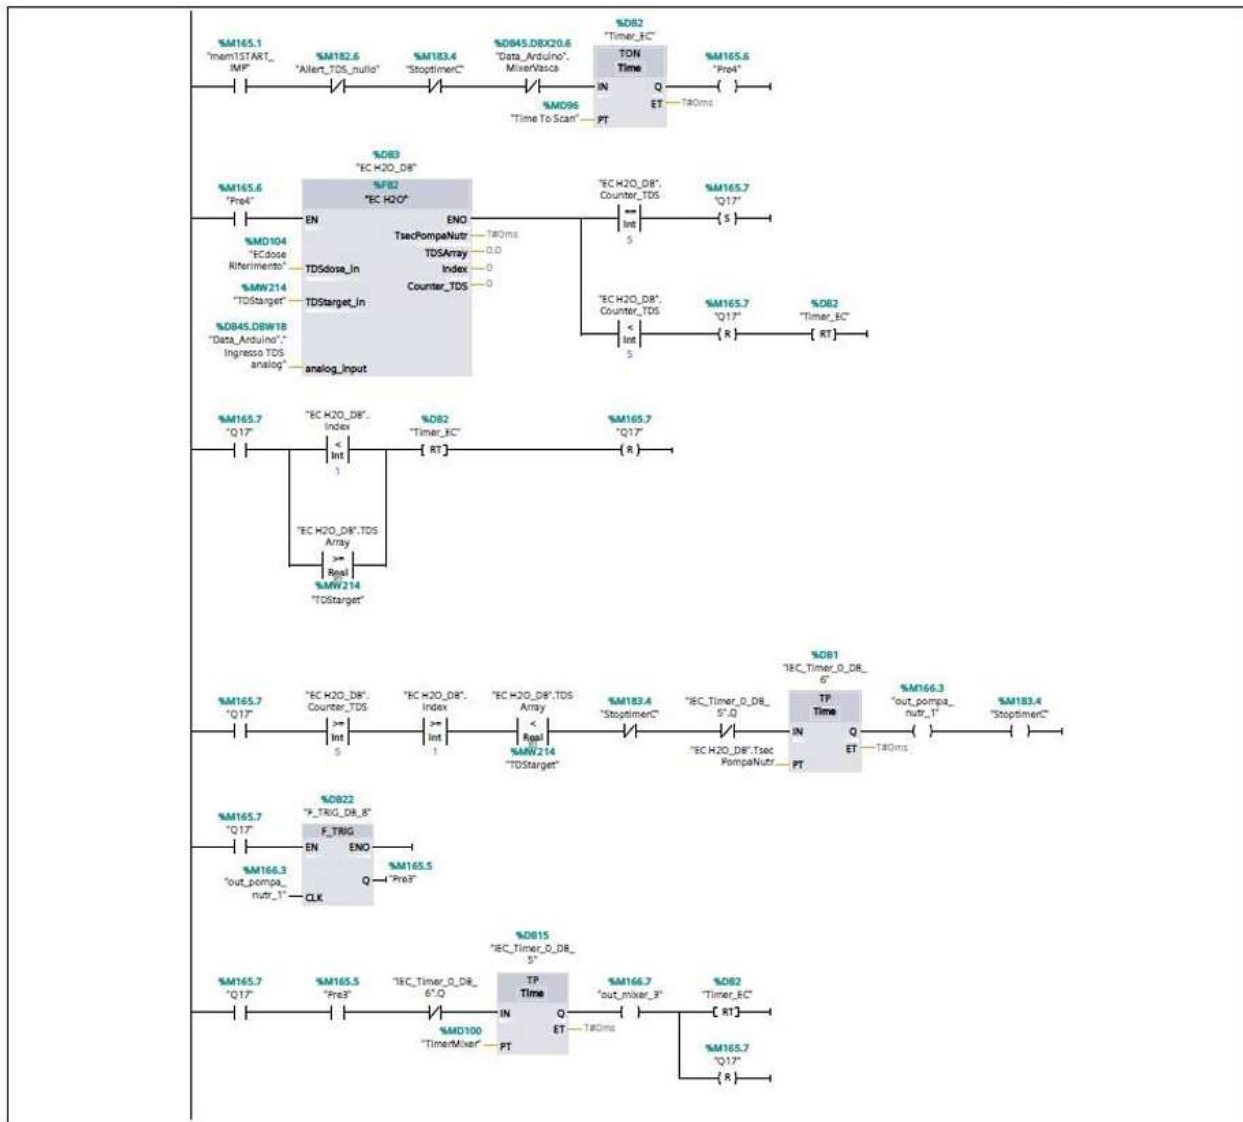 %DB2
"Timer_EC"
%M165.1
"mem1START_
IMP"
%M182.6
"Allert_TDS_nullo"
%M183.4
"StoptimerC"
%DB45.DBX20.6
"Data_Arduino".
MixerVasca
TON
Time
%M165.6
"Pre4"
IN
Q
ET
T#0ms
%MD96
"Time To Scan"
PT
%DB3
"EC H2O_DB"
%FB2
"EC H2O"
%M165.6
"Pre4"
EN
ENO
TsecPompaNutr
T#0ms
TDSArray
0.0
Index
0
Counter_TDS
0
%MD104
"ECdose
Riferimento"
TDSdose_in
%MW214
"TDStarget"
TDStarget_in
%DB45.DBW18
"Data_Arduino"."
Ingresso TDS
analog"
analog_input
"EC H2O_DB".
Counter_TDS
==
Int
5
%M165.7
"Q17"
S
"EC H2O_DB".
Counter_TDS
<
Int
5
%M165.7
"Q17"
R
%DB2
"Timer_EC"
RT
%M165.7
"Q17"
"EC H2O_DB".
Index
<
Int
1
%DB2
"Timer_EC"
RT
%M165.7
"Q17"
R
"EC H2O_DB".TDS
Array
>=
Real
%MW214
"TDStarget"
%M165.7
"Q17"
"EC H2O_DB".
Counter_TDS
>=
Int
5
"EC H2O_DB".
Index
>=
Int
1
"EC H2O_DB".TDS
Array
<
Real
%MW214
"TDStarget"
%M183.4
"StoptimerC"
"IEC_Timer_0_DB_
5".Q
%DB1
"IEC_Timer_0_DB_
6"
TP
Time
IN
Q
ET
T#0ms
"EC H2O_DB".Tsec
PompaNutr
PT
%M166.3
"out_pompa_
nutr_1"
%M183.4
"StoptimerC"
%DB22
"F_TRIG_DB_8"
F_TRIG
%M165.7
"Q17"
EN
ENO
%M166.3
"out_pompa_
nutr_1"
CLK
Q
%M165.5
"Pre3"
%DB15
"IEC_Timer_0_DB_
5"
TP
Time
%M165.7
"Q17"
%M165.5
"Pre3"
"IEC_Timer_0_DB_
6".Q
IN
Q
ET
T#0ms
%MD100
"TimerMixer"
PT
%M166.7
"out_mixer_3"
%DB2
"Timer_EC"
RT
%M165.7
"Q17"
R